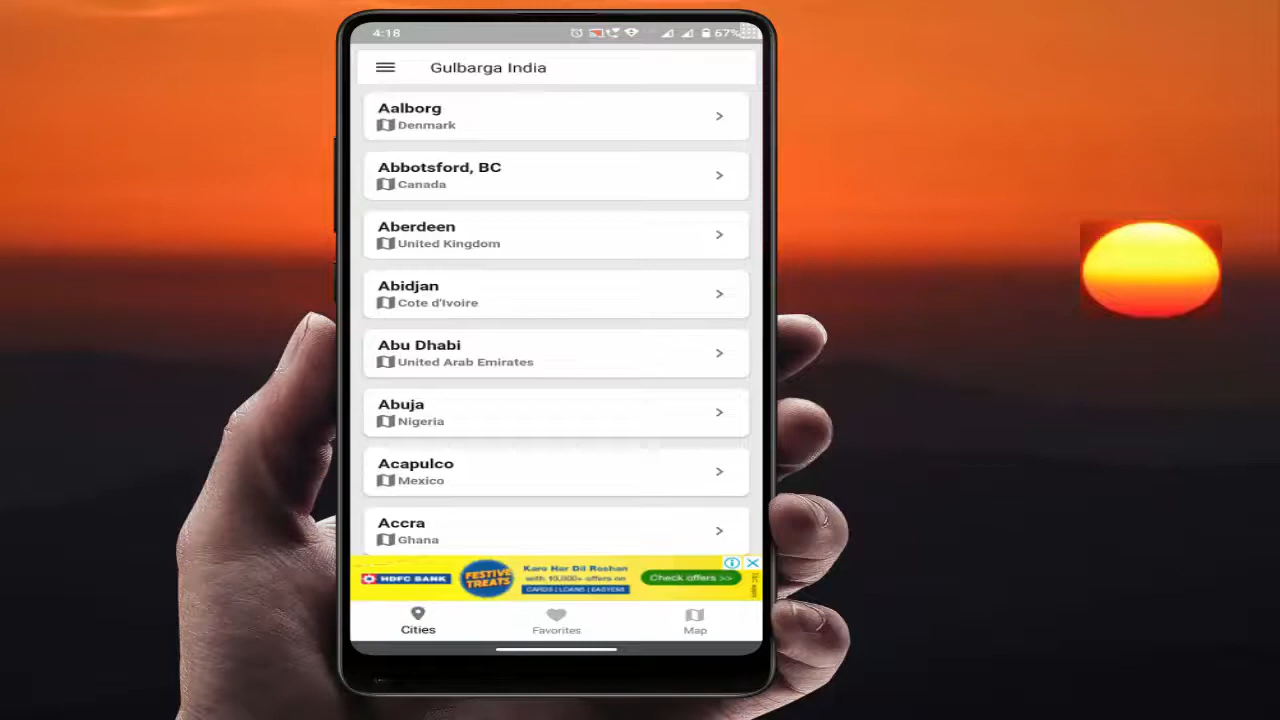 4:18
67%
Gulbarga India
Aalborg
Denmark
Abbotsford, BC
Canada
Aberdeen
United Kingdom
Abidjan
Cote d'Ivoire
Abu Dhabi
United Arab Emirates
Abuja
Nigeria
Acapulco
Mexico
Accra
Ghana
HDFC BANK
FESTIVE
TREATS
Karo Har Dil Roshan
with 10,000+ offers on
CARDS | LOANS | EASYEMI
Check offers >>
Cities
Favorites
Map